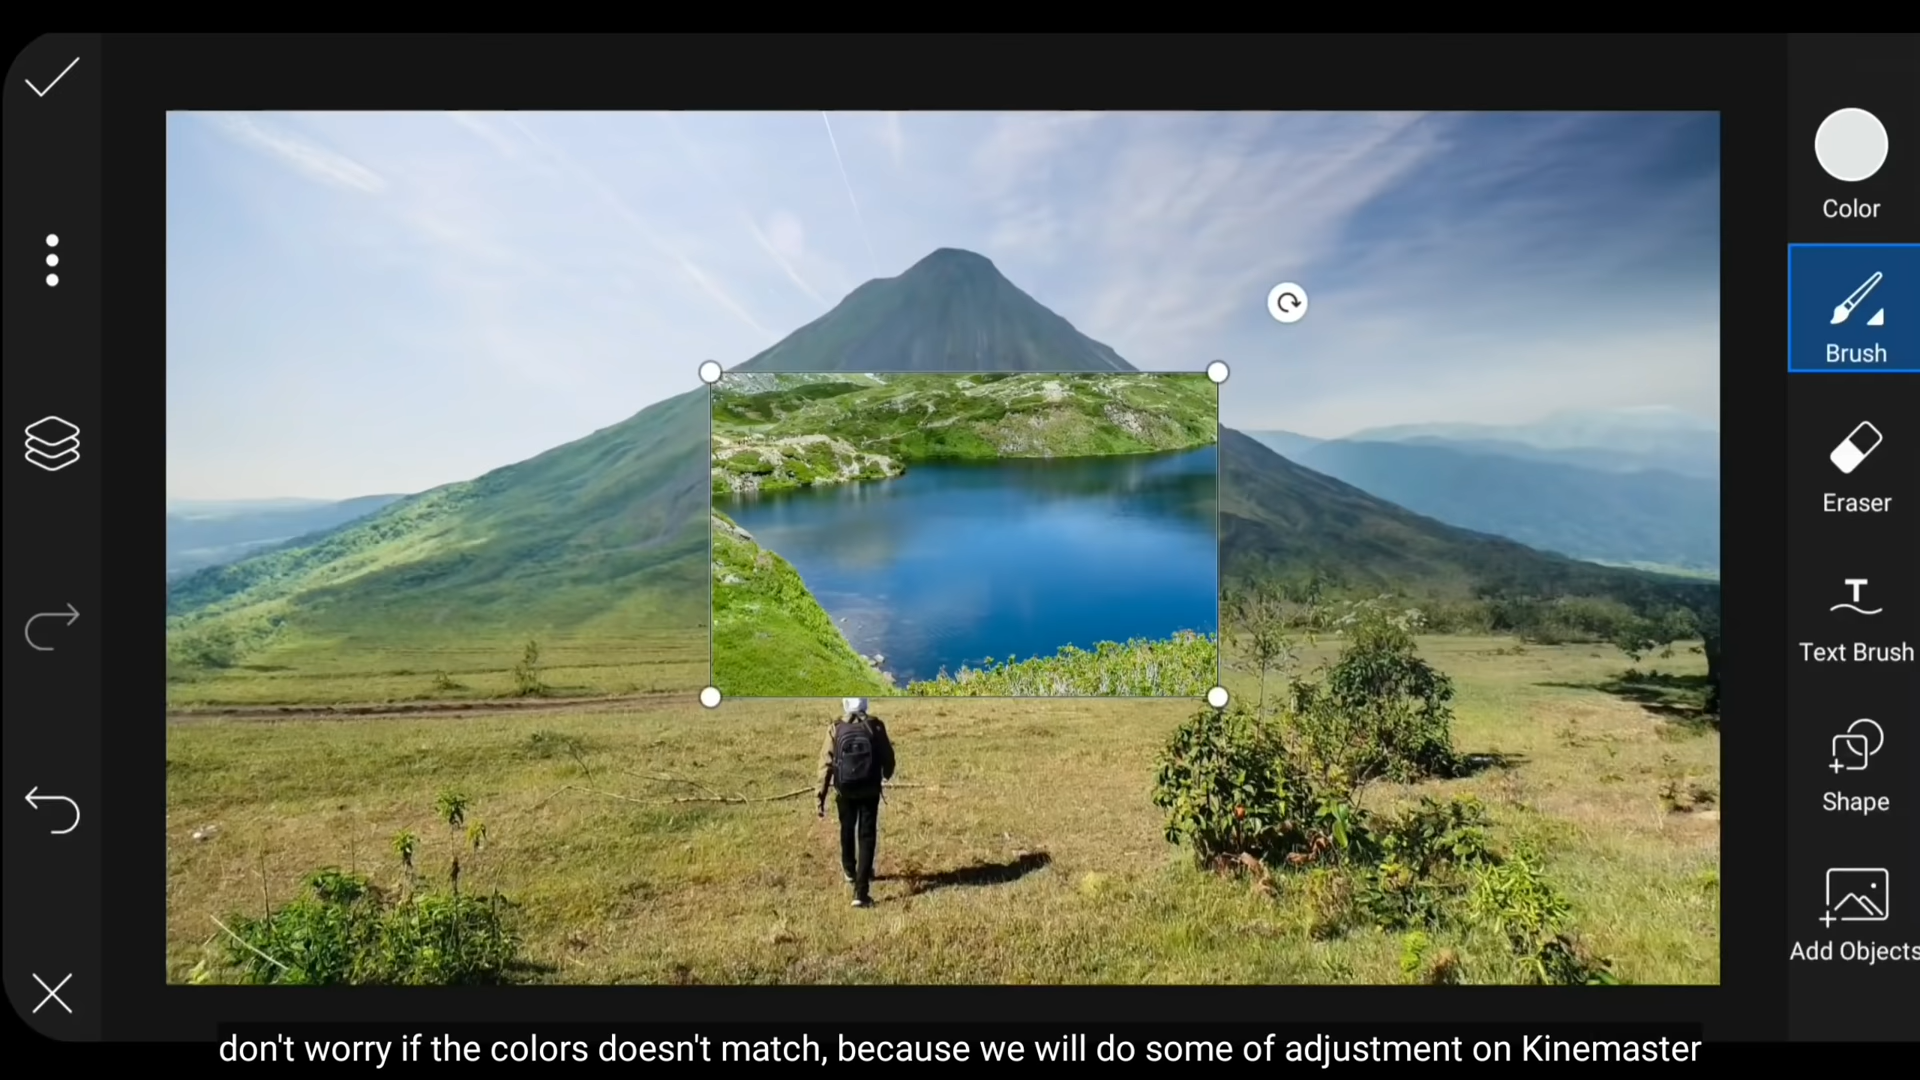 Color
Brush
Eraser
Text Brush
Shape
Add Objects
don't worry if the colors doesn't match, because we will do some of adjustment on Kinemaster